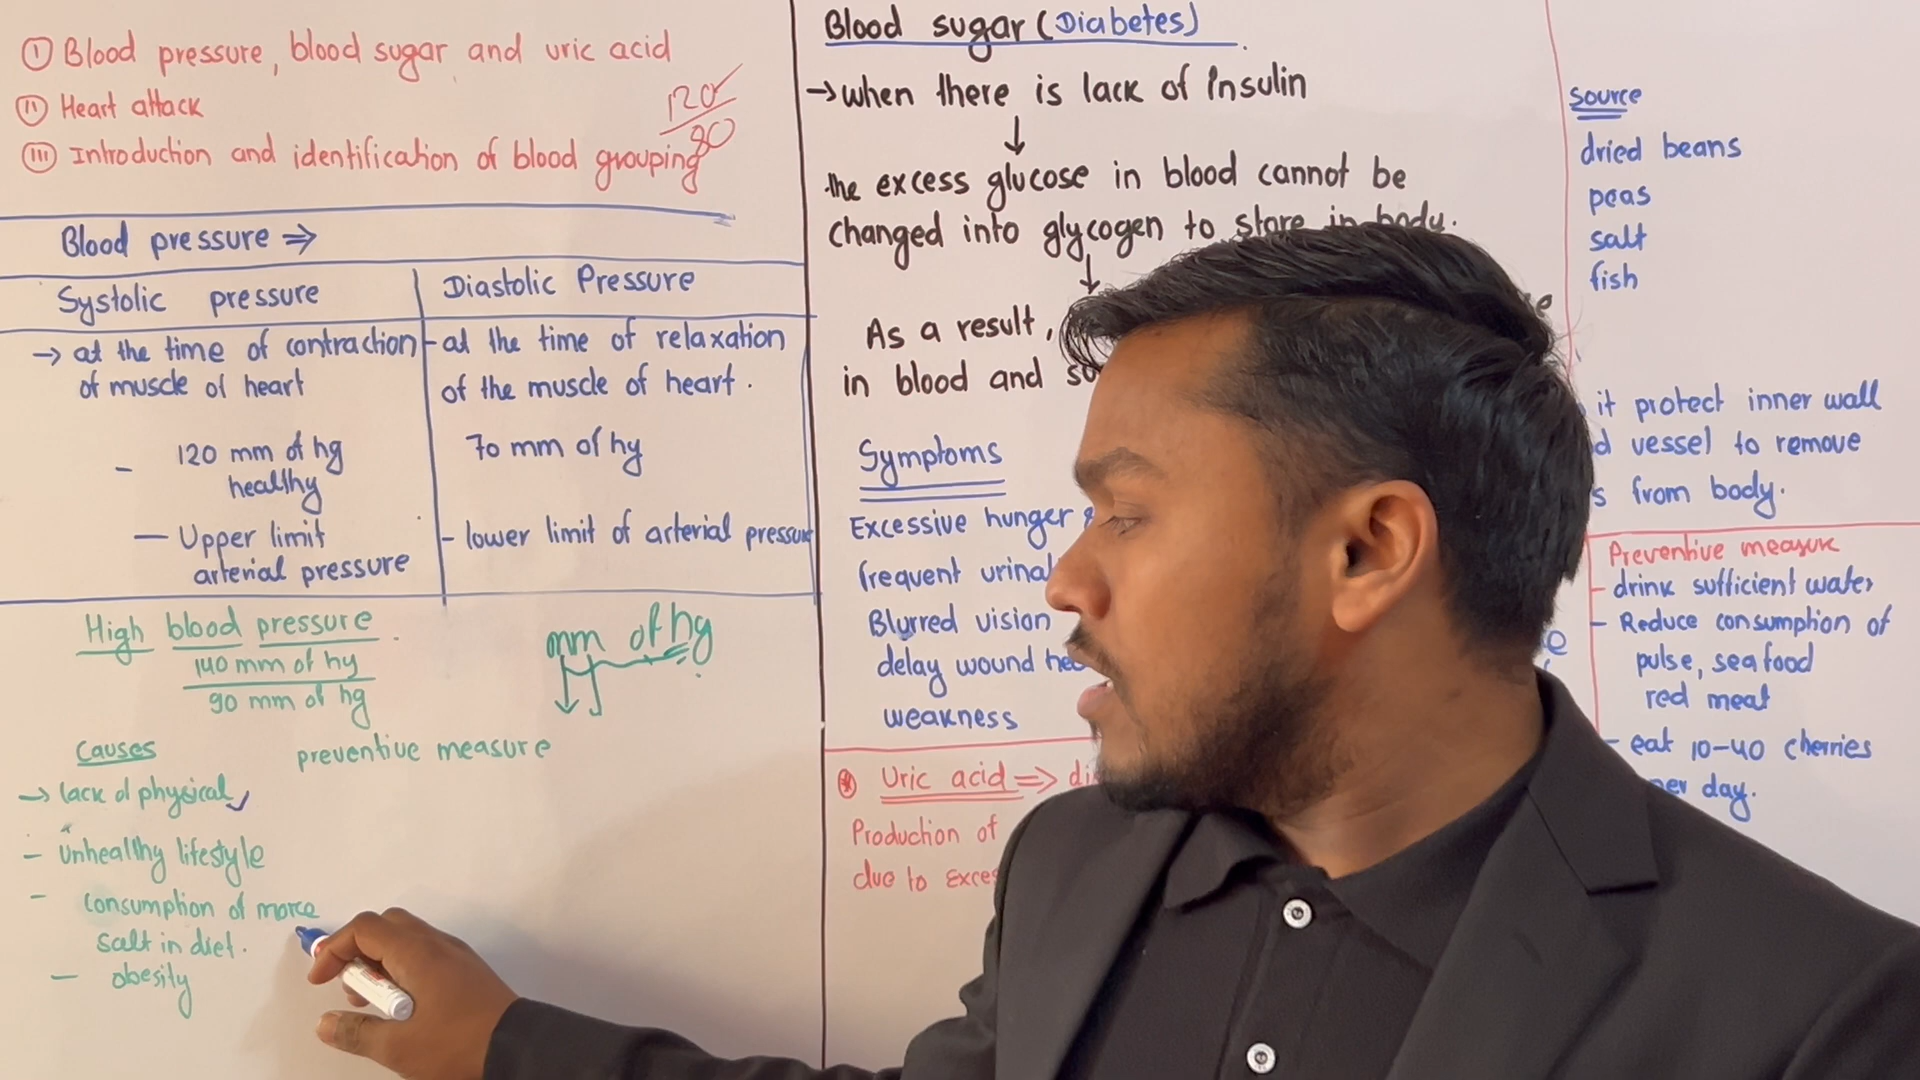 ① Blood pressure, blood sugar and uric acid
⑪ Heart attack
120
80
⑪I Introduction and identification of blood grouping
Blood pressure ⇒
Systolic pressure
Diastolic Pressure
→ at the time of contraction
of muscle of heart
- at the time of relaxation
of the muscle of heart.
- 120 mm of hg
healthy
70 mm of hg
— Upper limit
arterial pressure
- lower limit of arterial pressure
High blood pressure
140 mm of hg
90 mm of hg
mm of hg
Causes
preventive measure
→ lack of physical
- Unhealthy lifestyle
- Consumption of more
salt in diet.
- obesity
Blood sugar (Diabetes)
→ when there is lack of Insulin
↓
the excess glucose in blood cannot be
changed into glycogen to store in body.
↓
As a result,
in blood and
Symptoms
Excessive hunger
frequent
Blurred vision
delay wound
weakness
Uric acid ⇒
Production of
due to
source
dried beans
peas
salt
fish
it protect inner wall
vessel to remove
from body.
Preventive measure
- drink sufficient water
- Reduce consumption of
pulse, sea food
red meat
- eat 10-40 cherries
per day.